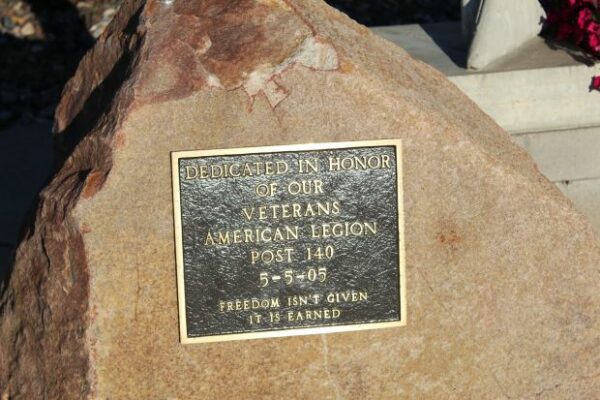 DEDICATED IN HONOR
OF OUR
VETERANS
AMERICAN LEGION
POST 140
5-5-05
FREEDOM ISN'T GIVEN
IT IS EARNED